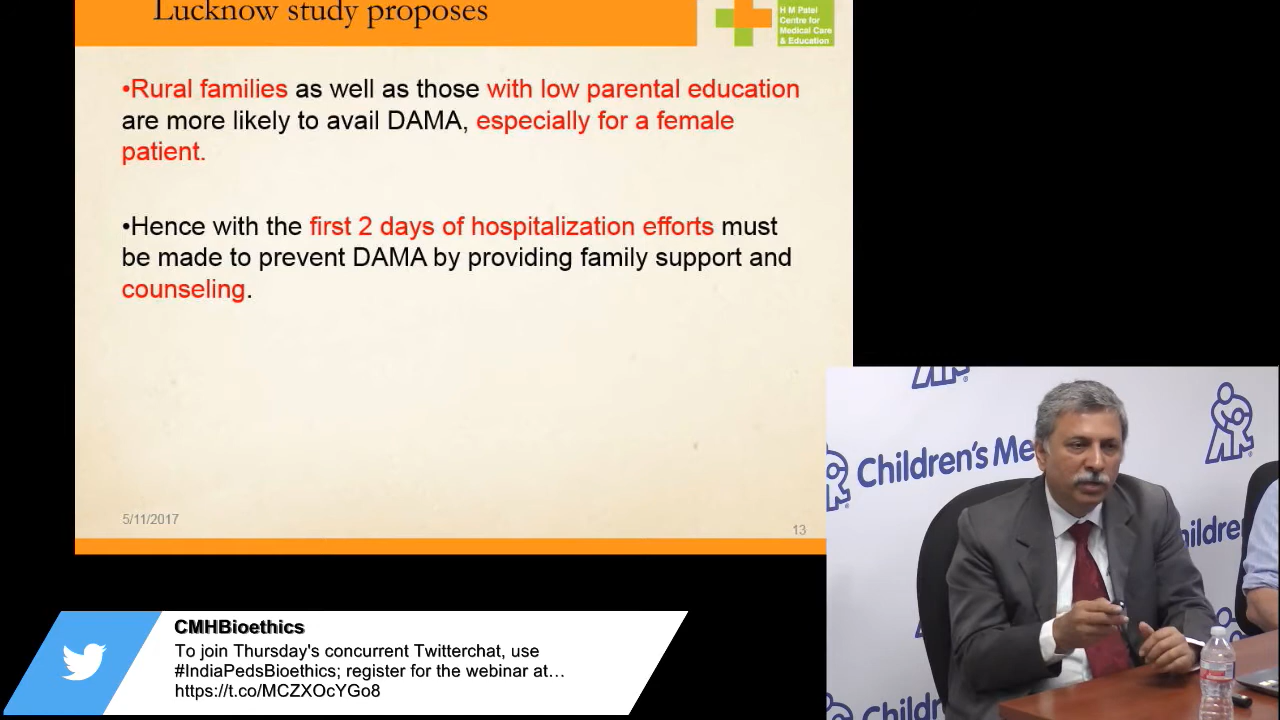 Lucknow study proposes
H M Patel
Centre for
Medical Care
& Education
•Rural families as well as those with low parental education
are more likely to avail DAMA, especially for a female
patient.
•Hence with the first 2 days of hospitalization efforts must
be made to prevent DAMA by providing family support and
counseling.
5/11/2017
13
Children's Me
hildren
CMHBioethics
To join Thursday's concurrent Twitterchat, use
#IndiaPedsBioethics; register for the webinar at…
https://t.co/MCZXOcYGo8